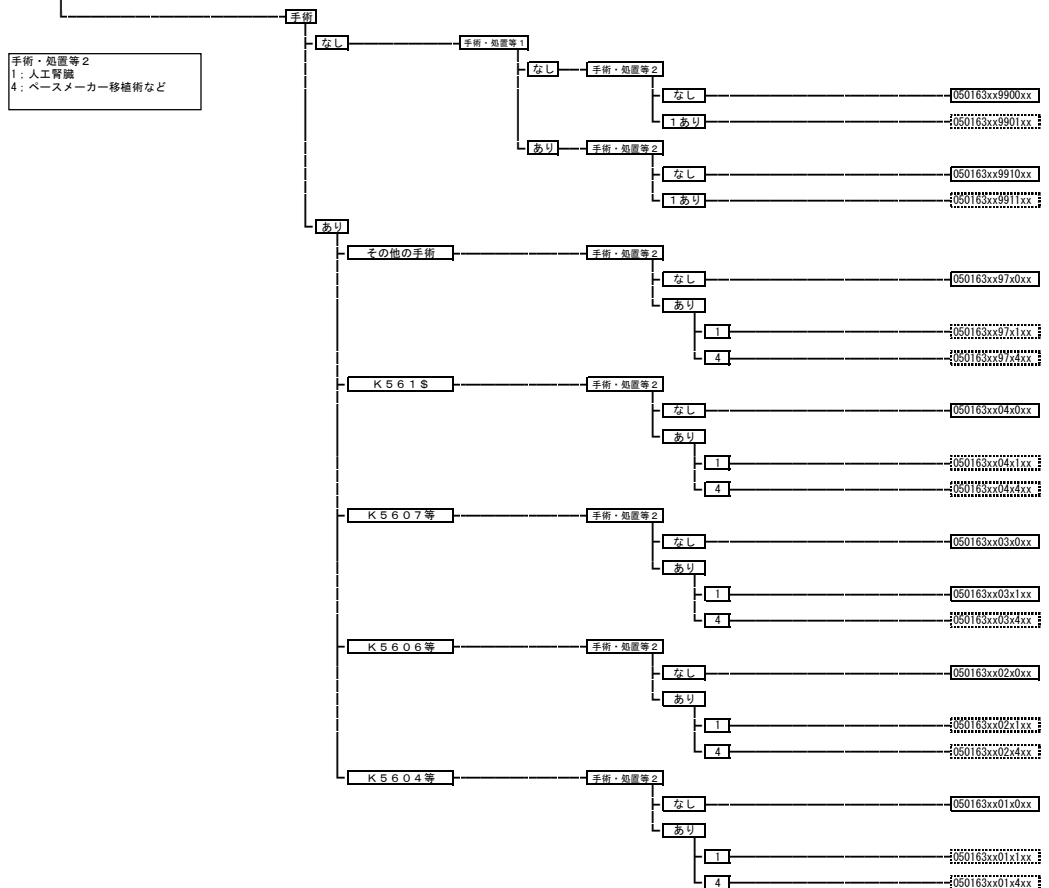 手術
なし
手術・処置等1
手術・処置等2
1;人工腎臓
4;ペースメーカー移植術など
なし
手術・処置等2
なし
050163xx9900xx
1あり
050163xx9901xx
あり
手術・処置等2
なし
050163xx9910xx
1あり
050163xx9911xx
あり
その他の手術
手術・処置等2
なし
050163xx97x0xx
あり
1
050163xx97x1xx
4
050163xx97x4xx
K561$
手術・処置等2
なし
050163xx04x0xx
あり
1
050163xx04x1xx
4
050163xx04x4xx
K5607等
手術・処置等2
なし
050163xx03x0xx
あり
1
050163xx03x1xx
4
050163xx03x4xx
K5606等
手術・処置等2
なし
050163xx02x0xx
あり
1
050163xx02x1xx
4
050163xx02x4xx
K5604等
手術・処置等2
なし
050163xx01x0xx
あり
1
050163xx01x1xx
4
050163xx01x4xx